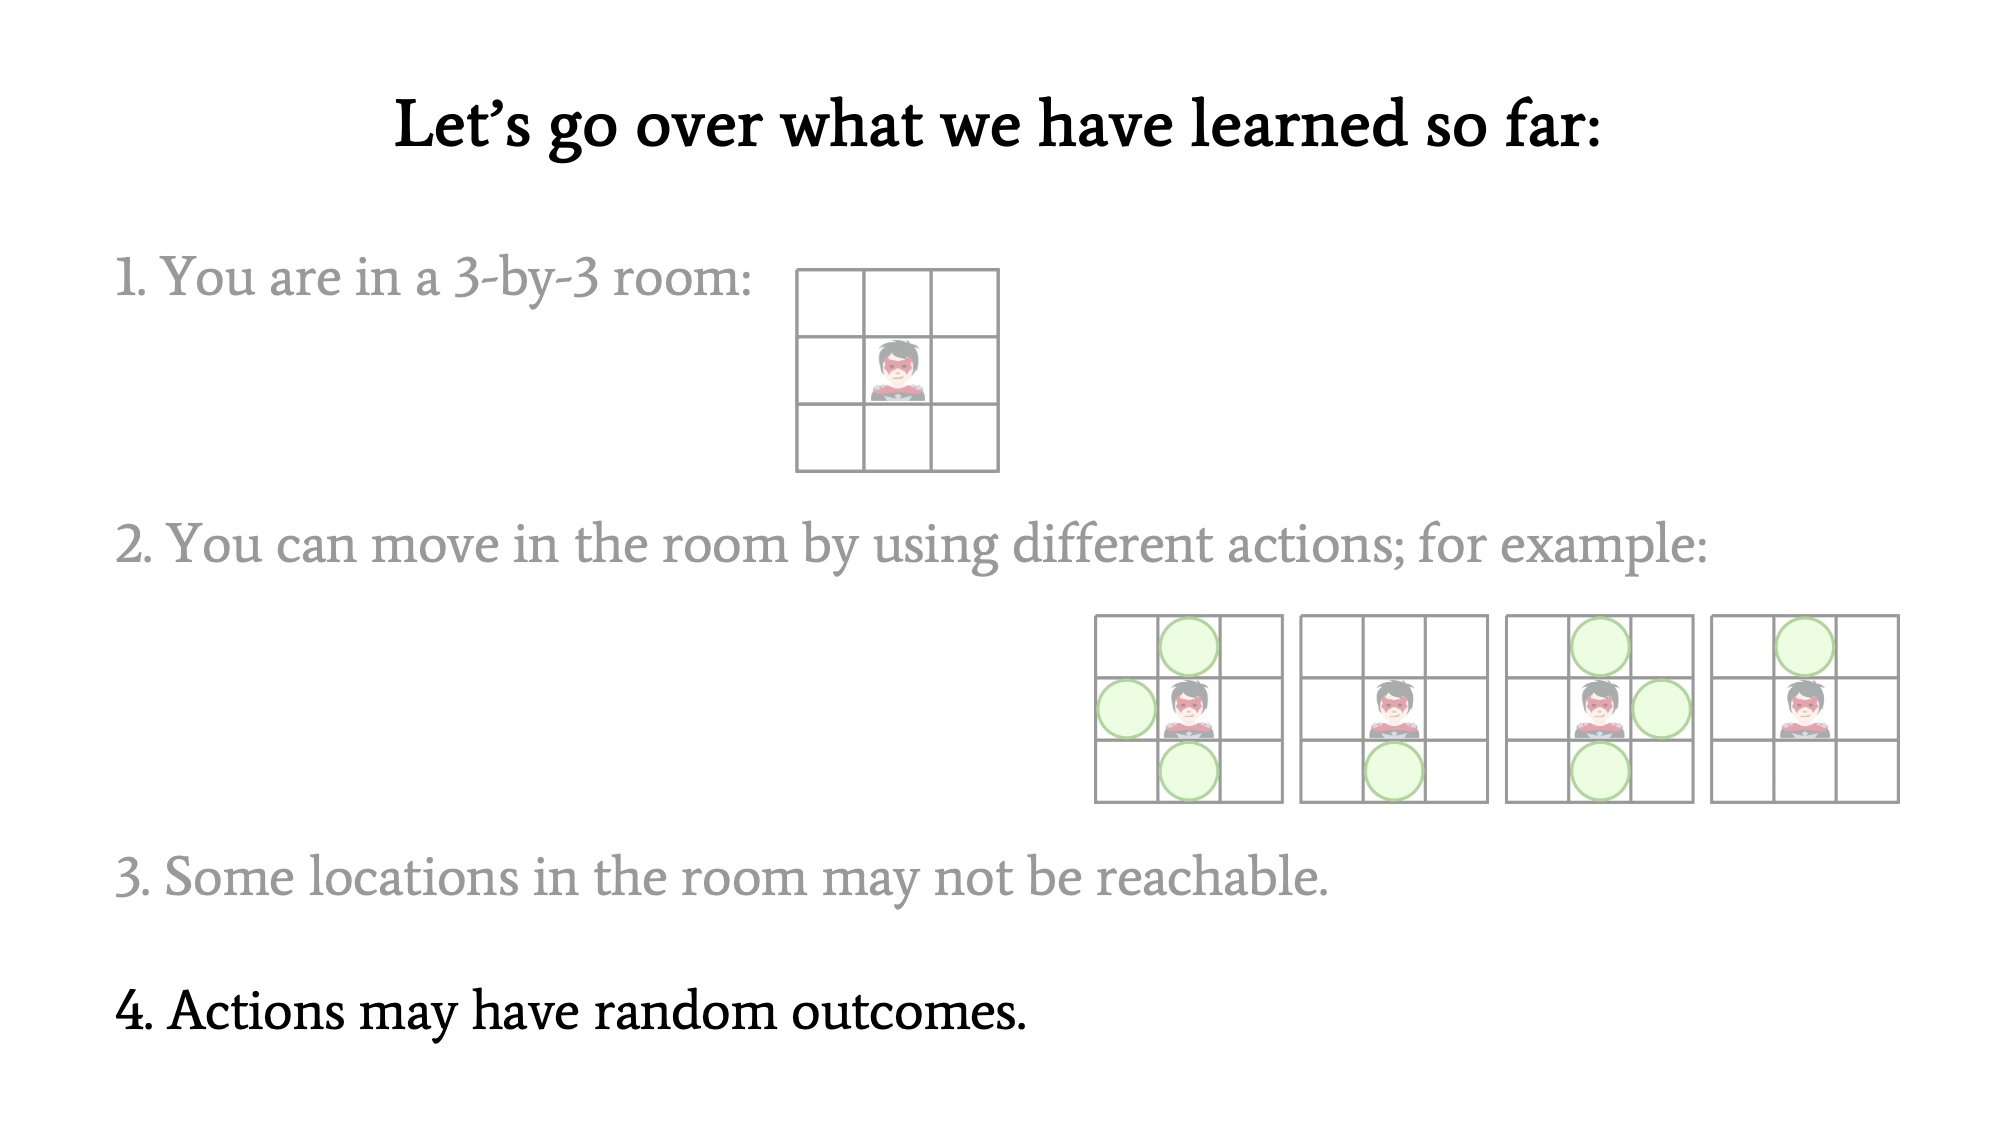 Let’s go over what we have learned so far:
1. You are in a 3-by-3 room:
2. You can move in the room by using different actions; for example:
3. Some locations in the room may not be reachable.
4. Actions may have random outcomes.